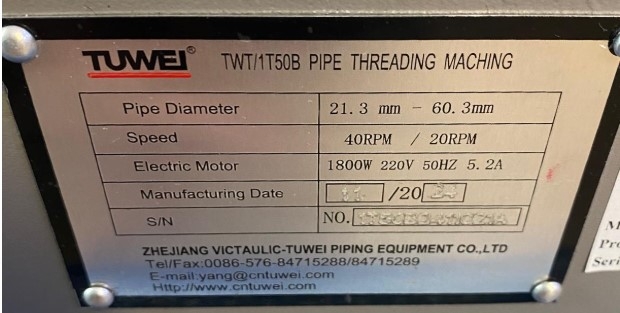 TUWEI® TWT/1T50B PIPE THREADING MACHING
Pipe Diameter 21.3 mm - 60.3mm
Speed 40RPM / 20RPM
Electric Motor 1800W 220V 50HZ 5.2A
Manufacturing Date 11 /20 24
S/N NO.
ZHEJIANG VICTAULIC-TUWEI PIPING EQUIPMENT CO.,LTD
Tel/Fax:0086-576-84715288/84715289
E-mail:yang@cntuwei.com
Http://www.cntuwei.com